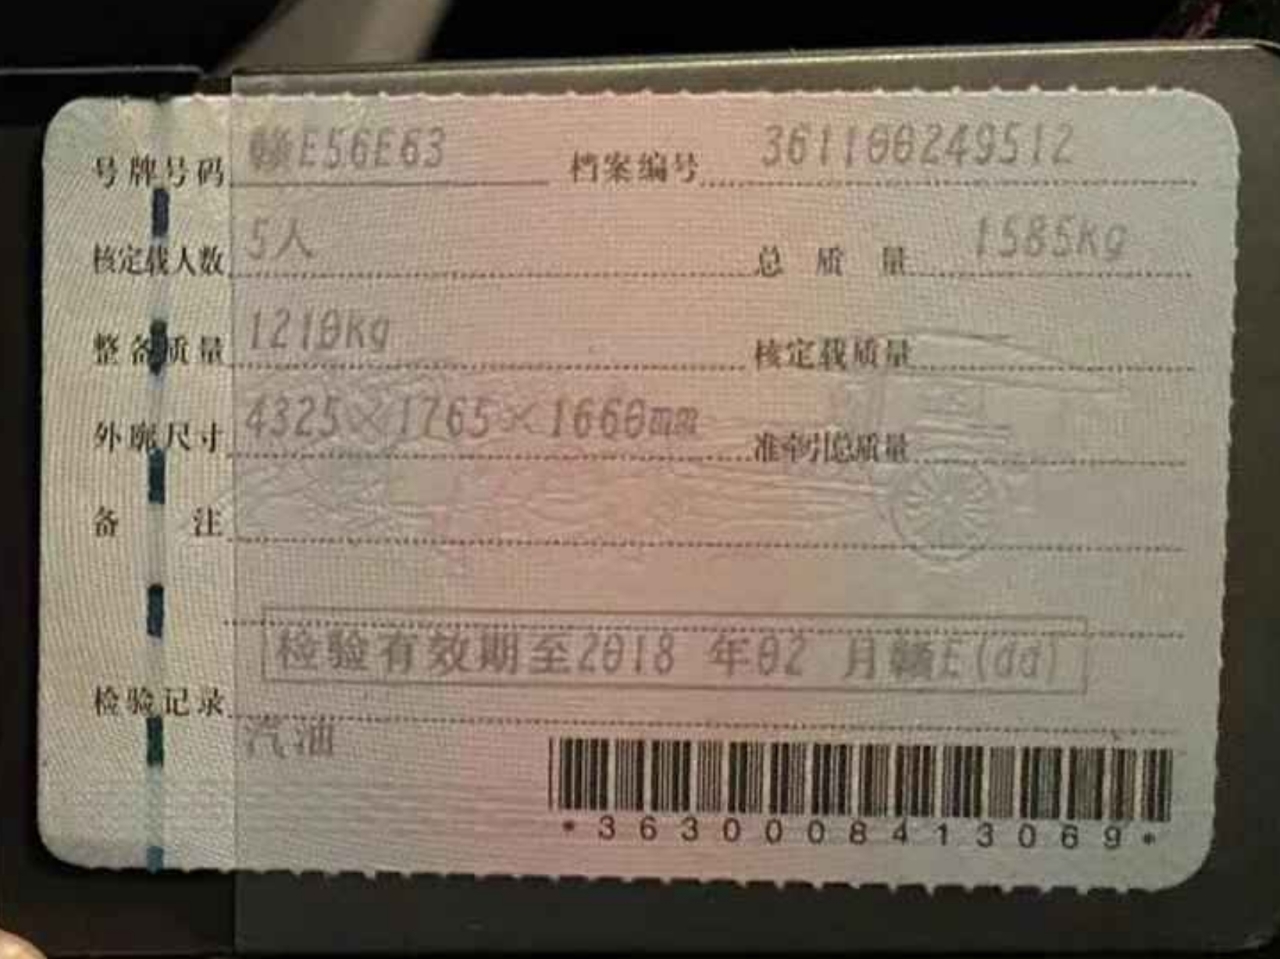 号牌号码 赣E56E63 档案编号 361100249512
核定载人数 5人 总质量 1585kg
整备质量 1210kg 核定载质量
外廓尺寸 4325×1765×1660mm 准牵引总质量
备注
检验有效期至2018 年02 月赣E(dd)
检验记录
汽油
*3630008413069*